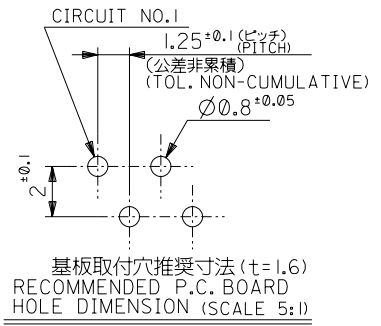 CIRCUIT NO.1
1.25±0.1 (ピッチ)
(PITCH)
(公差非累積)
(TOL. NON-CUMULATIVE)
Ø0.8±0.05
2±0.1
基板取付穴推奨寸法 (t=1.6)
RECOMMENDED P.C. BOARD
HOLE DIMENSION (SCALE 5:1)